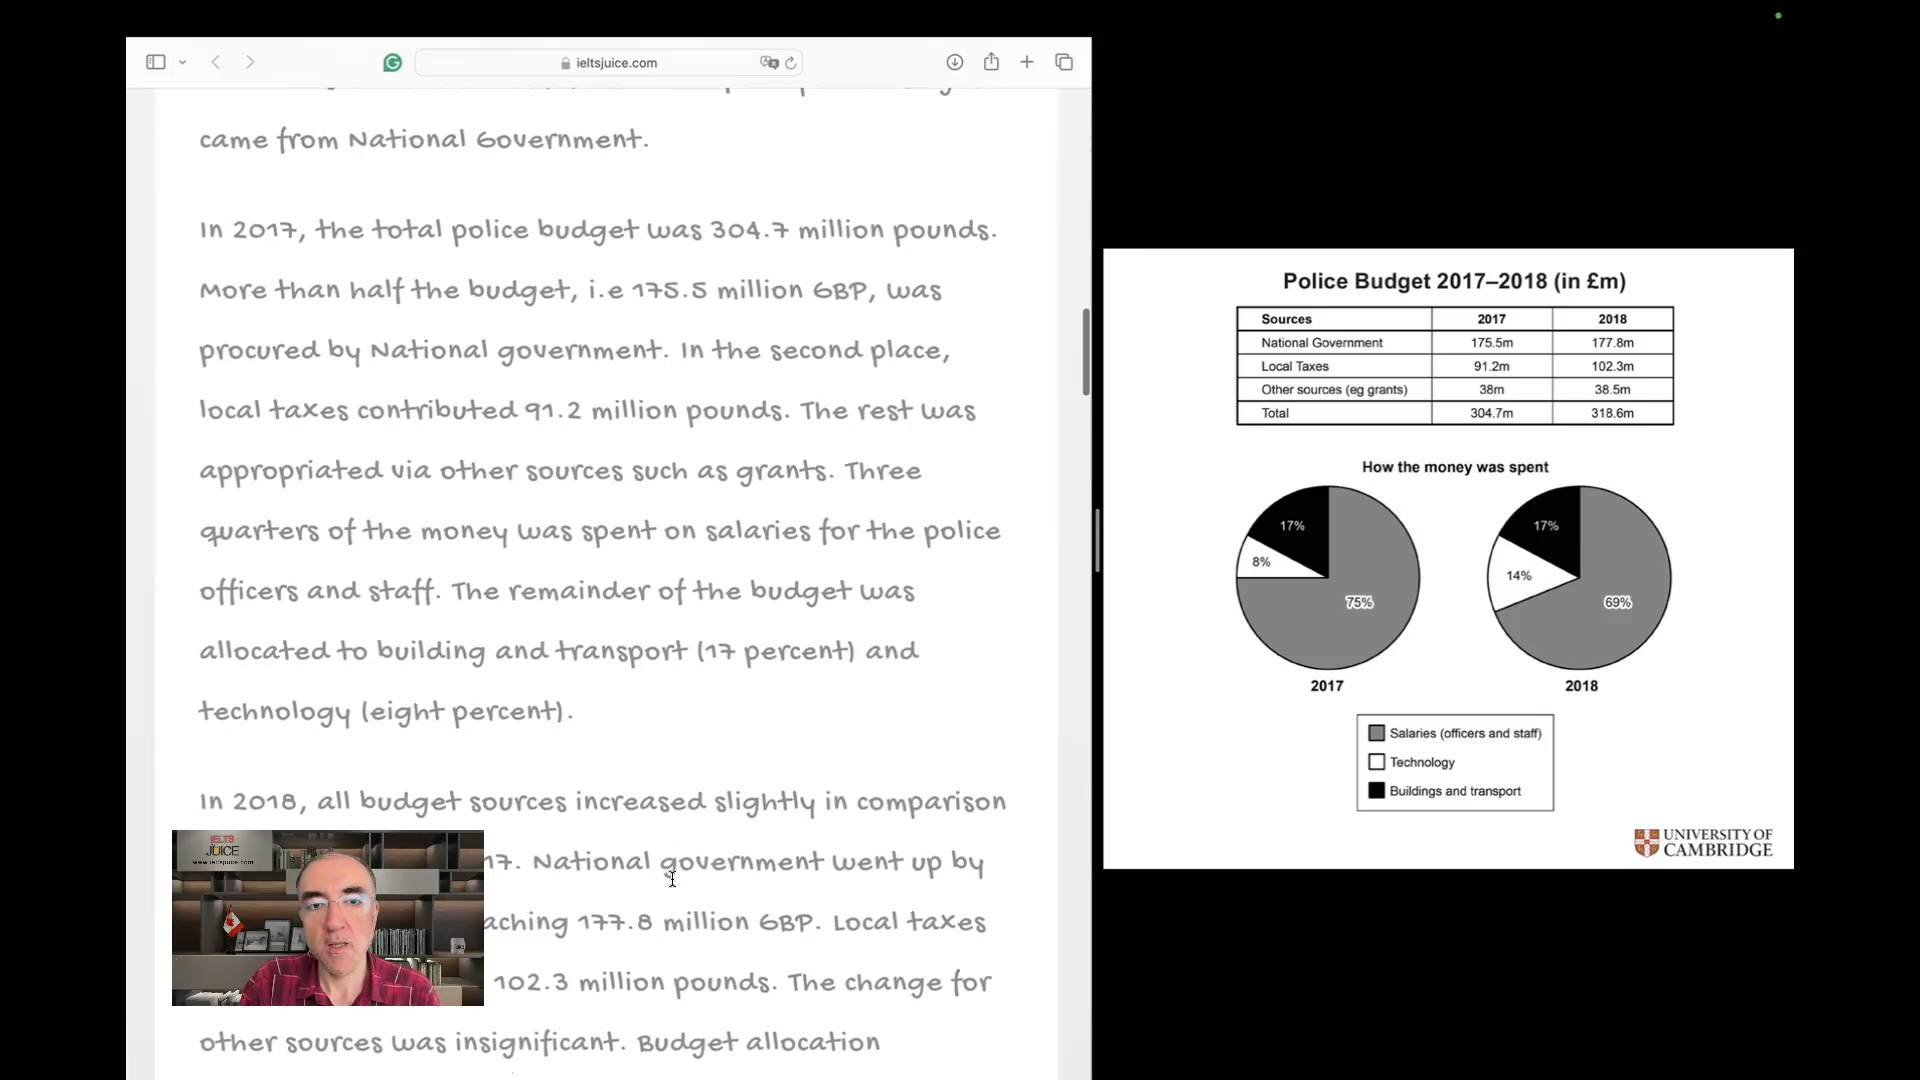 ieltsjuice.com
came from National Government.
In 2017, the total police budget was 304.7 million pounds.
More than half the budget, i.e 175.5 million GBP, was
procured by National government. In the second place,
local taxes contributed 91.2 million pounds. The rest was
appropriated via other sources such as grants. Three
quarters of the money was spent on salaries for the police
officers and staff. The remainder of the budget was
allocated to building and transport (17 percent) and
technology (eight percent).
In 2018, all budget sources increased slightly in comparison
17. National government went up by
aching 177.8 million GBP. Local taxes
102.3 million pounds. The change for
other sources was insignificant. Budget allocation
IELTS
JUICE
www.ieltsjuice.com
Police Budget 2017–2018 (in £m)
Sources 2017 2018
National Government 175.5m 177.8m
Local Taxes 91.2m 102.3m
Other sources (eg grants) 38m 38.5m
Total 304.7m 318.6m
How the money was spent
17%
8%
75%
2017
17%
14%
69%
2018
Salaries (officers and staff)
Technology
Buildings and transport
UNIVERSITY OF
CAMBRIDGE